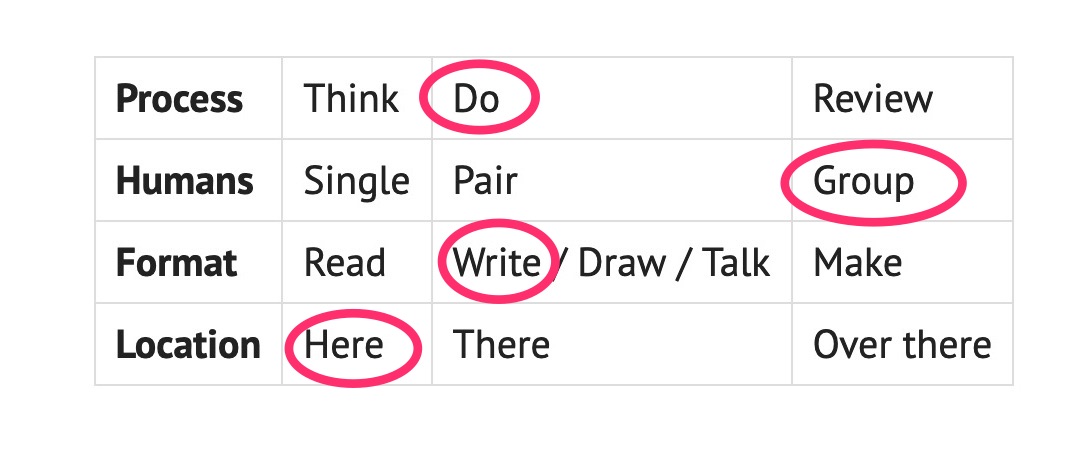 Process Think Do Review
Humans Single Pair Group
Format Read Write / Draw / Talk Make
Location Here There Over there